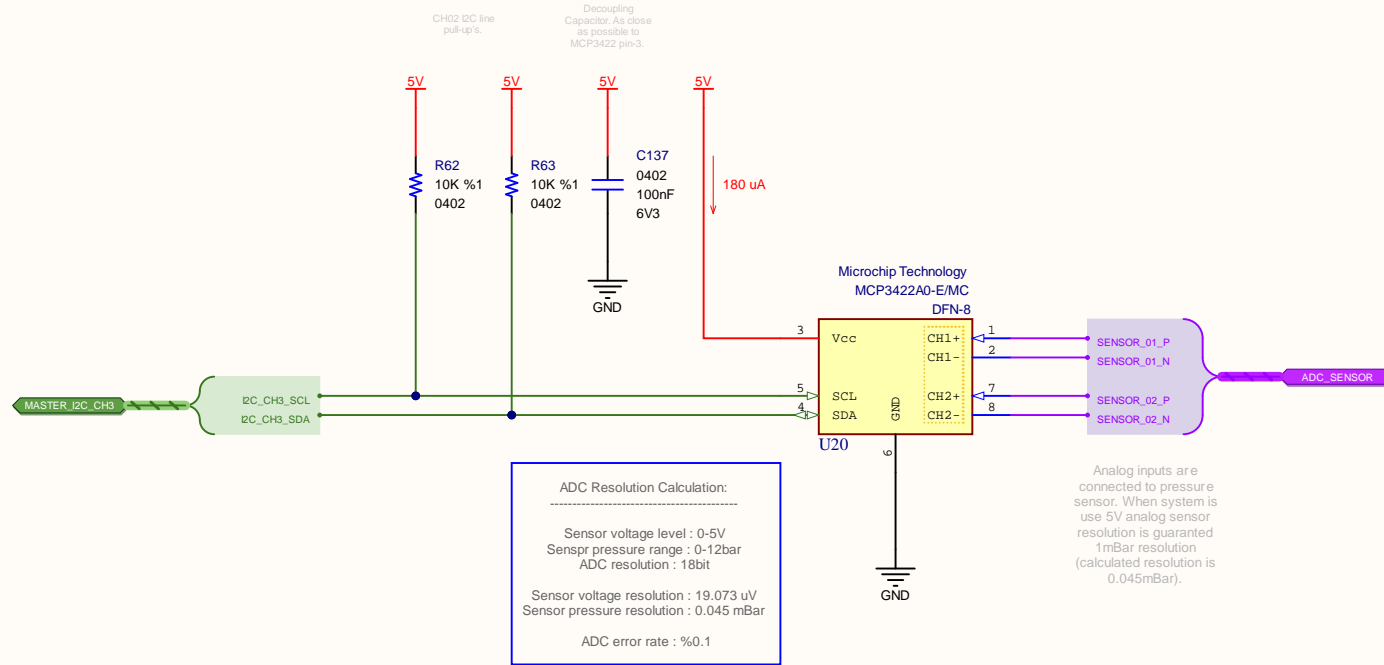 CH02 I2C line
pull-up's.
Decoupling
Capacitor. As close
as possible to
MCP3422 pin-3.
5V
5V
5V
5V
R62
10K %1
0402
R63
10K %1
0402
C137
0402
100nF
6V3
180 uA
GND
Microchip Technology
MCP3422A0-E/MC
DFN-8
3
Vcc
CH1+
1
CH1-
2
5
SCL
CH2+
7
4
SDA
CH2-
8
GND
6
U20
MASTER_I2C_CH3
I2C_CH3_SCL
I2C_CH3_SDA
SENSOR_01_P
SENSOR_01_N
SENSOR_02_P
SENSOR_02_N
ADC_SENSOR
ADC Resolution Calculation:
------------------------------------------
Sensor voltage level : 0-5V
Senspr pressure range : 0-12bar
ADC resolution : 18bit
Sensor voltage resolution : 19.073 uV
Sensor pressure resolution : 0.045 mBar
ADC error rate : %0.1
Analog inputs are
connected to pressure
sensor. When system is
use 5V analog sensor
resolution is guaranted
1mBar resolution
(calculated resolution is
0.045mBar).
GND